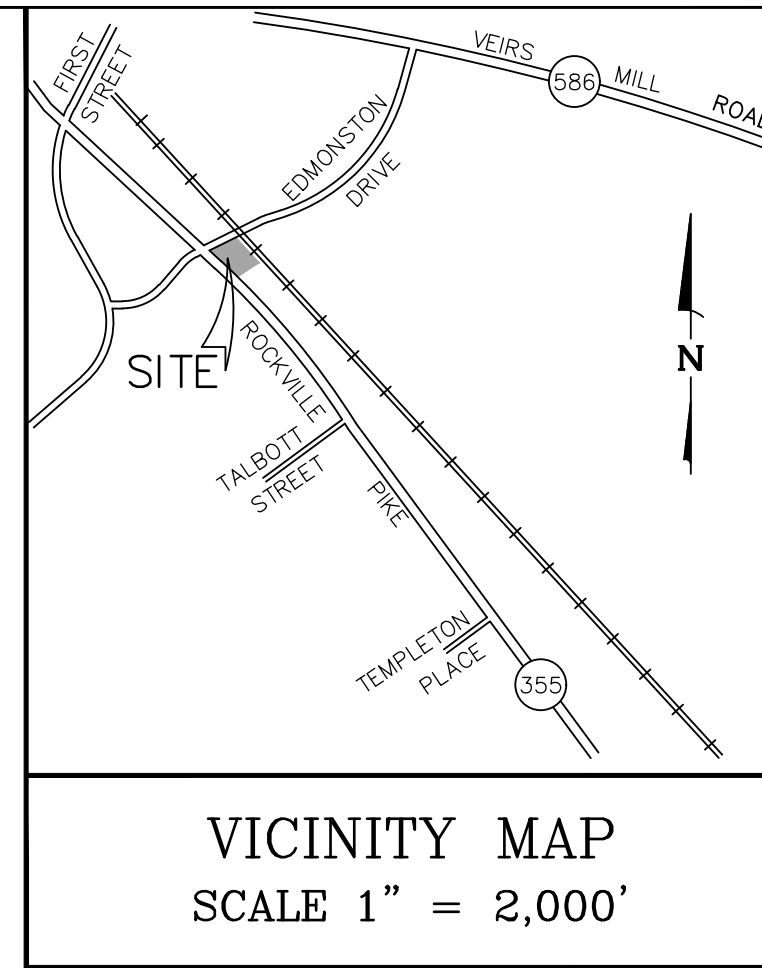 FIRST
STREET
VEIRS
586
MILL
ROAD
EDMONSTON
DRIVE
SITE
ROCKVILLE
PIKE
N
TALBOTT
STREET
TEMPLETON
PLACE
355
VICINITY MAP
SCALE 1” = 2,000’